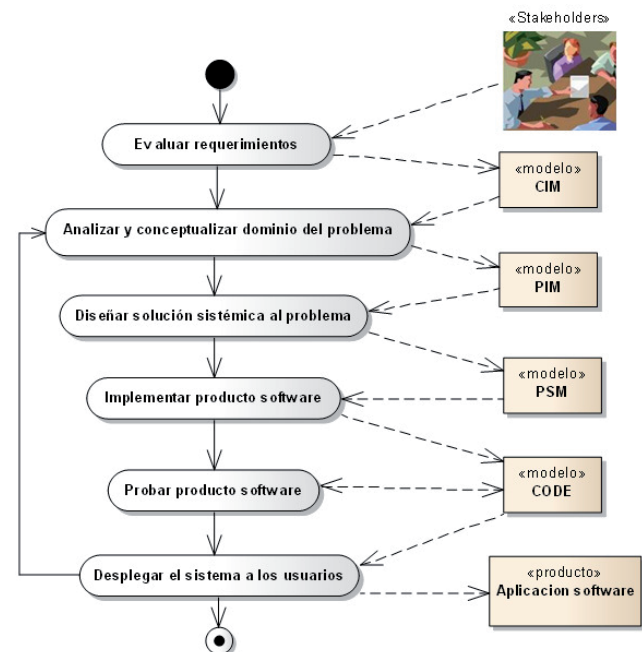 «Stakeholders»
Evaluar requerimientos
«modelo»
CIM
Analizar y conceptualizar dominio del problema
«modelo»
PIM
Diseñar solución sistémica al problema
«modelo»
PSM
Implementar producto software
«modelo»
CODE
Probar producto software
Desplegar el sistema a los usuarios
«producto»
Aplicacion software